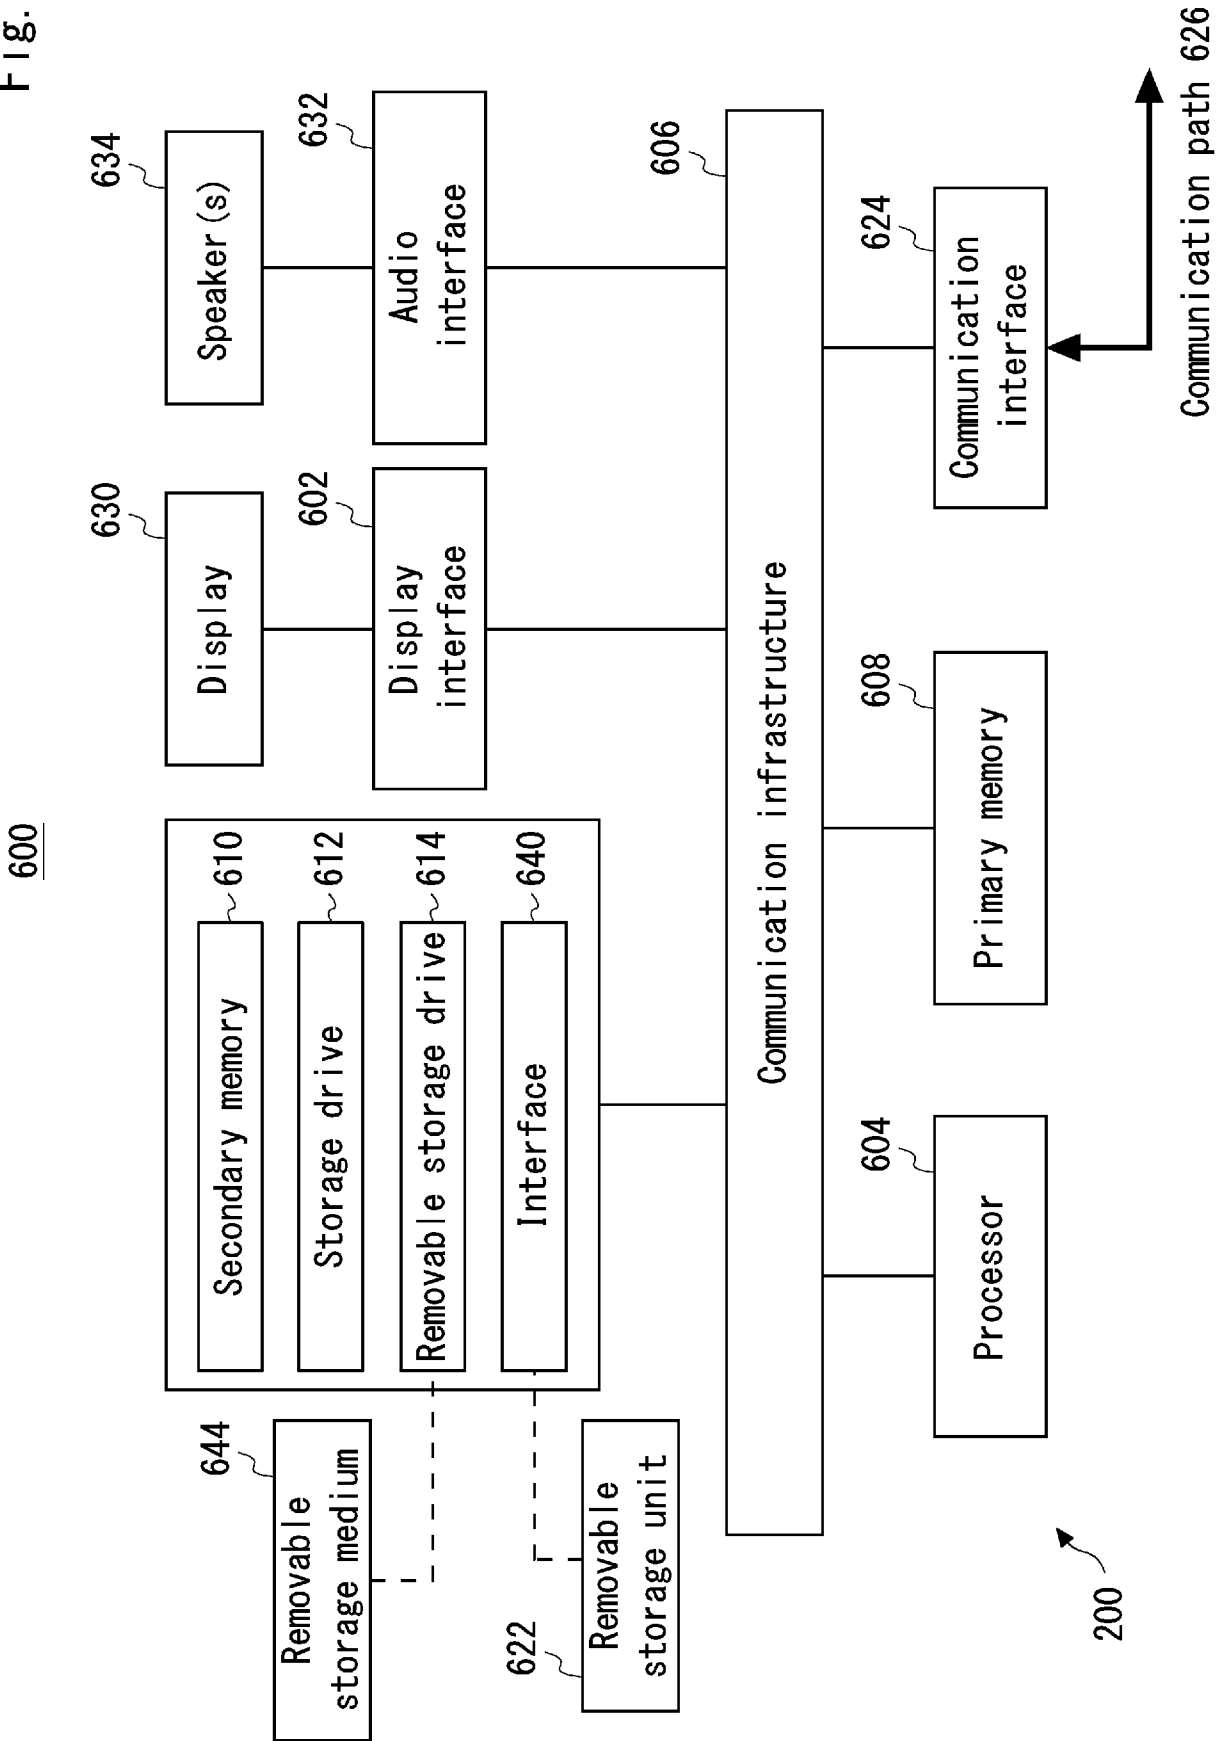 Fig.
600
Removable
storage medium
644
Removable
storage unit
622
Secondary memory
610
Storage drive
612
Removable storage drive
614
Interface
640
Display
630
Display
interface
602
Speaker(s)
634
Audio
interface
632
Communication infrastructure
606
Processor
604
Primary memory
608
Communication
interface
624
Communication path 626
200